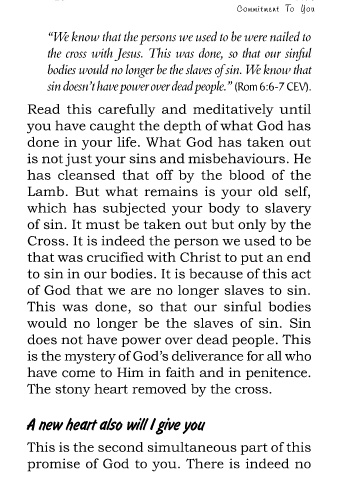 Commitment To You
“We know that the persons we used to be were nailed to
the cross with Jesus. This was done, so that our sinful
bodies would no longer be the slaves of sin. We know that
sin doesn’t have power over dead people.” (Rom 6:6-7 CEV).
Read this carefully and meditatively until
you have caught the depth of what God has
done in your life. What God has taken out
is not just your sins and misbehaviours. He
has cleansed that off by the blood of the
Lamb. But what remains is your old self,
which has subjected your body to slavery
of sin. It must be taken out but only by the
Cross. It is indeed the person we used to be
that was crucified with Christ to put an end
to sin in our bodies. It is because of this act
of God that we are no longer slaves to sin.
This was done, so that our sinful bodies
would no longer be the slaves of sin. Sin
does not have power over dead people. This
is the mystery of God’s deliverance for all who
have come to Him in faith and in penitence.
The stony heart removed by the cross.
A new heart also will I give you
This is the second simultaneous part of this
promise of God to you. There is indeed no